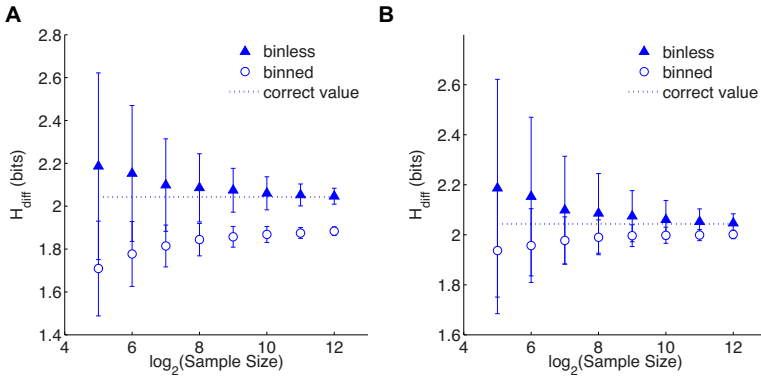 A
binless
binned
correct value
2.8
2.6
2.4
2.2
2
1.8
1.6
1.4
H_diff (bits)
4
6
8
10
12
log_2(Sample Size)
B
binless
binned
correct value
2.6
2.4
2.2
2
1.8
1.6
H_diff (bits)
4
6
8
10
12
log_2(Sample Size)